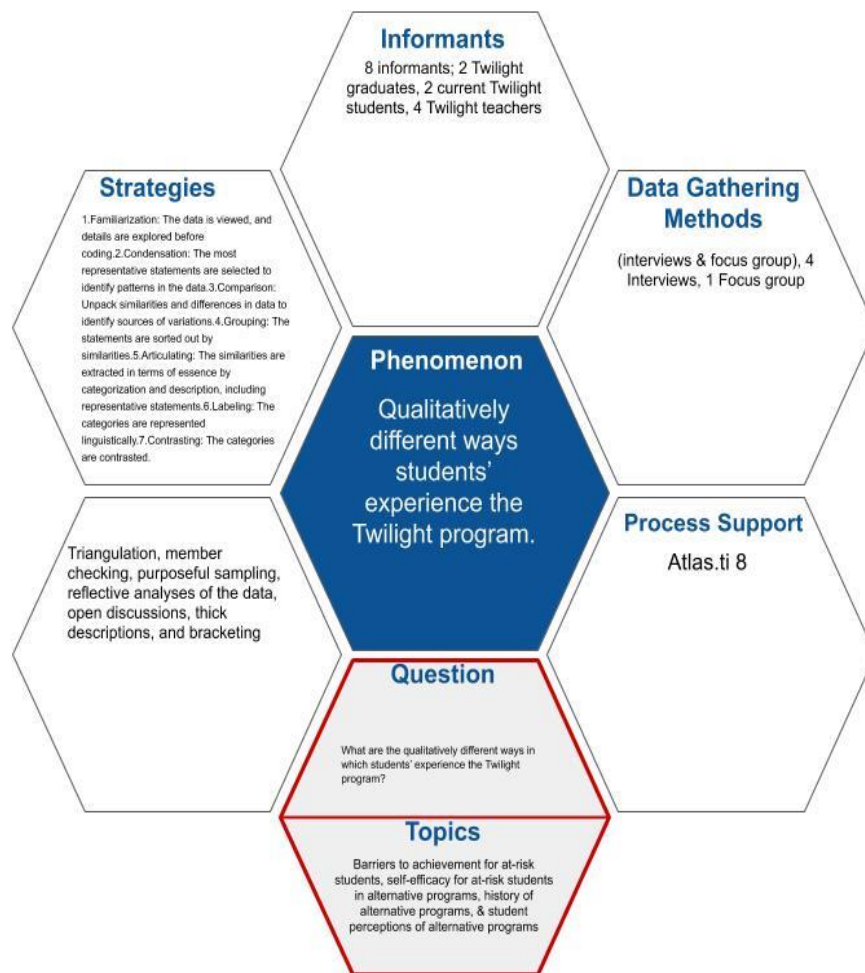 Informants
8 informants; 2 Twilight
graduates, 2 current Twilight
students, 4 Twilight teachers
Strategies
1.Familiarization: The data is viewed, and
details are explored before
coding.2.Condensation: The most
representative statements are selected to
identify patterns in the data.3.Comparison:
Unpack similarities and differences in data to
identify sources of variations.4.Grouping: The
statements are sorted out by
similarities.5.Articulating: The similarities are
extracted in terms of essence by
categorization and description, including
representative statements.6.Labeling: The
categories are represented
linguistically.7.Contrasting: The categories
are contrasted.
Data Gathering
Methods
(interviews & focus group), 4
Interviews, 1 Focus group
Phenomenon
Qualitatively
different ways
students’
experience the
Twilight program.
Triangulation, member
checking, purposeful sampling,
reflective analyses of the data,
open discussions, thick
descriptions, and bracketing
Process Support
Atlas.ti 8
Question
What are the qualitatively different ways in
which students’ experience the Twilight
program?
Topics
Barriers to achievement for at-risk
students, self-efficacy for at-risk students
in alternative programs, history of
alternative programs, & student
perceptions of alternative programs